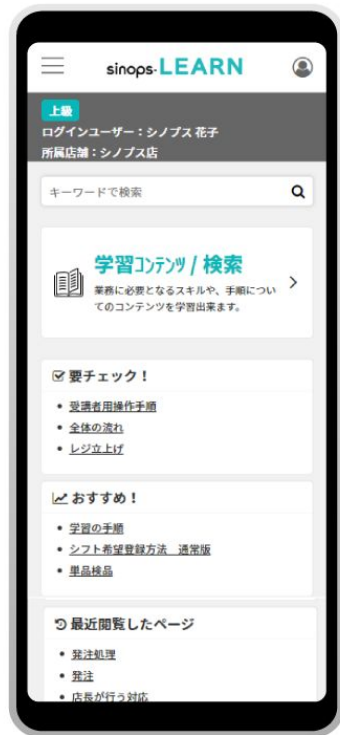 sinops-LEARN
上級
ログインユーザー：シノプス 花子
所属店舗：シノプス店
キーワードで検索
学習コンテンツ / 検索
業務に必要となるスキルや、手順につい
てのコンテンツを学習出来ます。
要チェック！
• 受講者用操作手順
• 全体の流れ
• レジ立上げ
おすすめ！
• 学習の手順
• シフト希望登録方法　通常版
• 単品検品
最近閲覧したページ
• 発注処理
• 発注
• 店長が行う対応